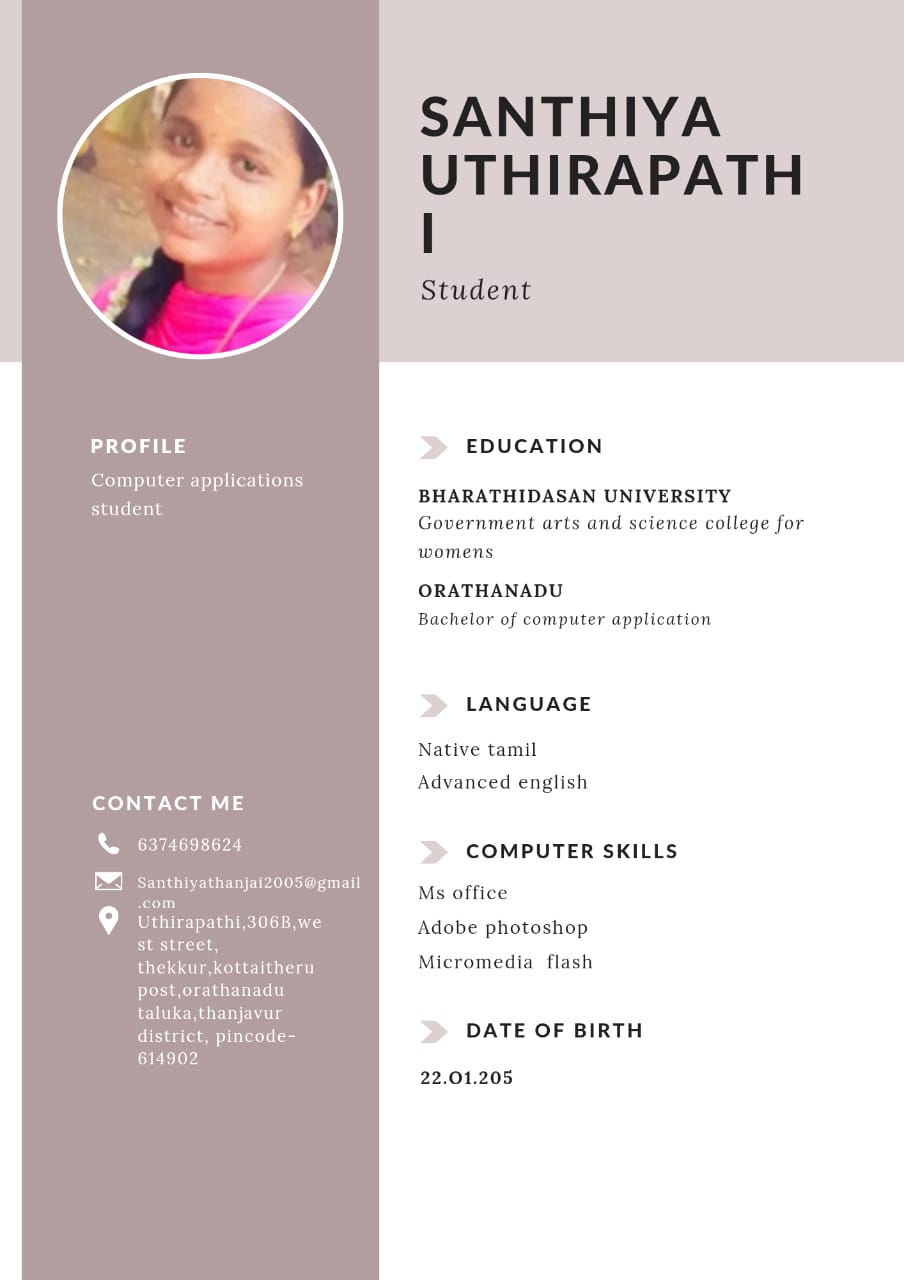 SANTHIYA
UTHIRAPATH
I
Student
PROFILE
Computer applications
student
CONTACT ME
6374698624
Santhiyathanjai2005@gmail
.com
Uthirapathi,306B,we
st street,
thekkur,kottaitheru
post,orathanadu
taluka,thanjavur
district, pincode-
614902
EDUCATION
BHARATHIDASAN UNIVERSITY
Government arts and science college for
womens
ORATHANADU
Bachelor of computer application
LANGUAGE
Native tamil
Advanced english
COMPUTER SKILLS
Ms office
Adobe photoshop
Micromedia  flash
DATE OF BIRTH
22.O1.205